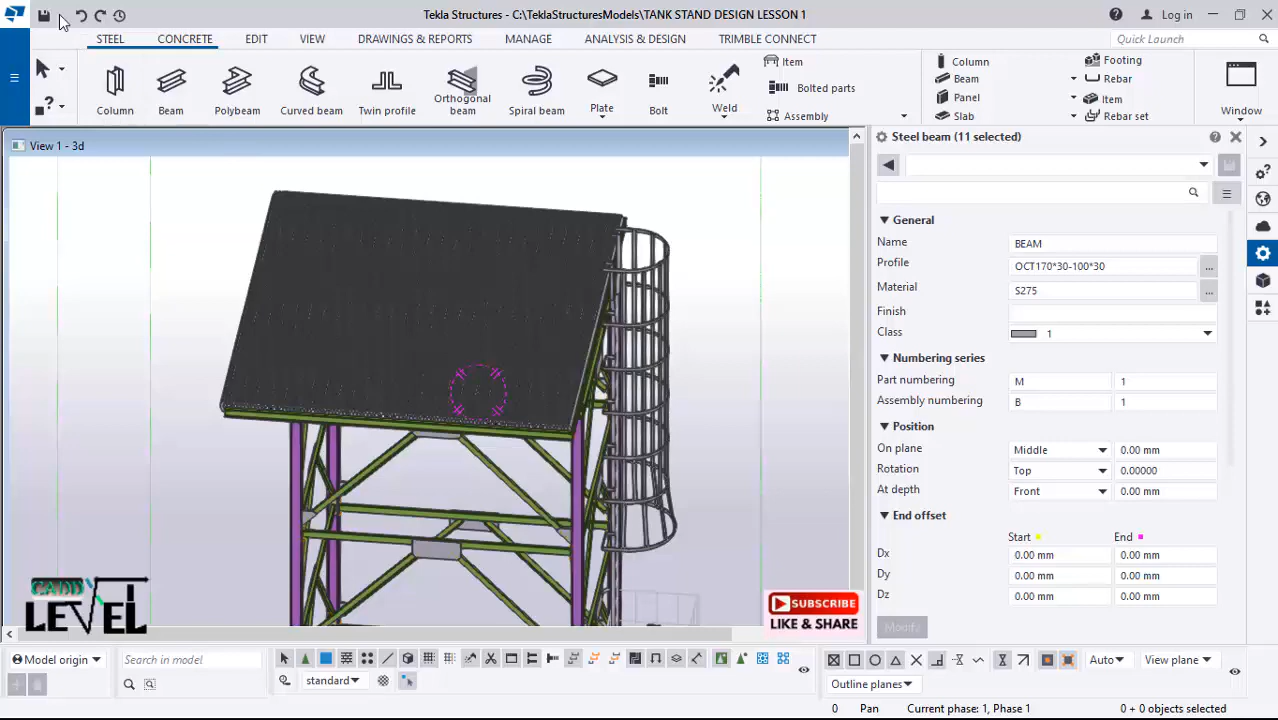 Tekla Structures - C:\TeklaStructuresModels\TANK STAND DESIGN LESSON 1
Log in
STEEL CONCRETE EDIT VIEW DRAWINGS & REPORTS MANAGE ANALYSIS & DESIGN TRIMBLE CONNECT
Quick Launch
Column
Beam
Polybeam
Curved beam
Twin profile
Orthogonal
beam
Spiral beam
Plate
Bolt
Weld
Item
Bolted parts
Assembly
Column
Beam
Panel
Slab
Footing
Rebar
Item
Rebar set
Window
View 1 - 3d
Steel beam (11 selected)
General
Name BEAM
Profile OCT170*30-100*30 ...
Material S275 ...
Finish
Class 1
Numbering series
Part numbering M 1
Assembly numbering B 1
Position
On plane Middle 0.00 mm
Rotation Top 0.00000
At depth Front 0.00 mm
End offset
Start End
Dx 0.00 mm 0.00 mm
Dy 0.00 mm 0.00 mm
Dz 0.00 mm 0.00 mm
Modify
CADD
LEVEL
SUBSCRIBE
LIKE & SHARE
Model origin Search in model
standard
Auto View plane
Outline planes
0 Pan Current phase: 1, Phase 1 0 + 0 objects selected